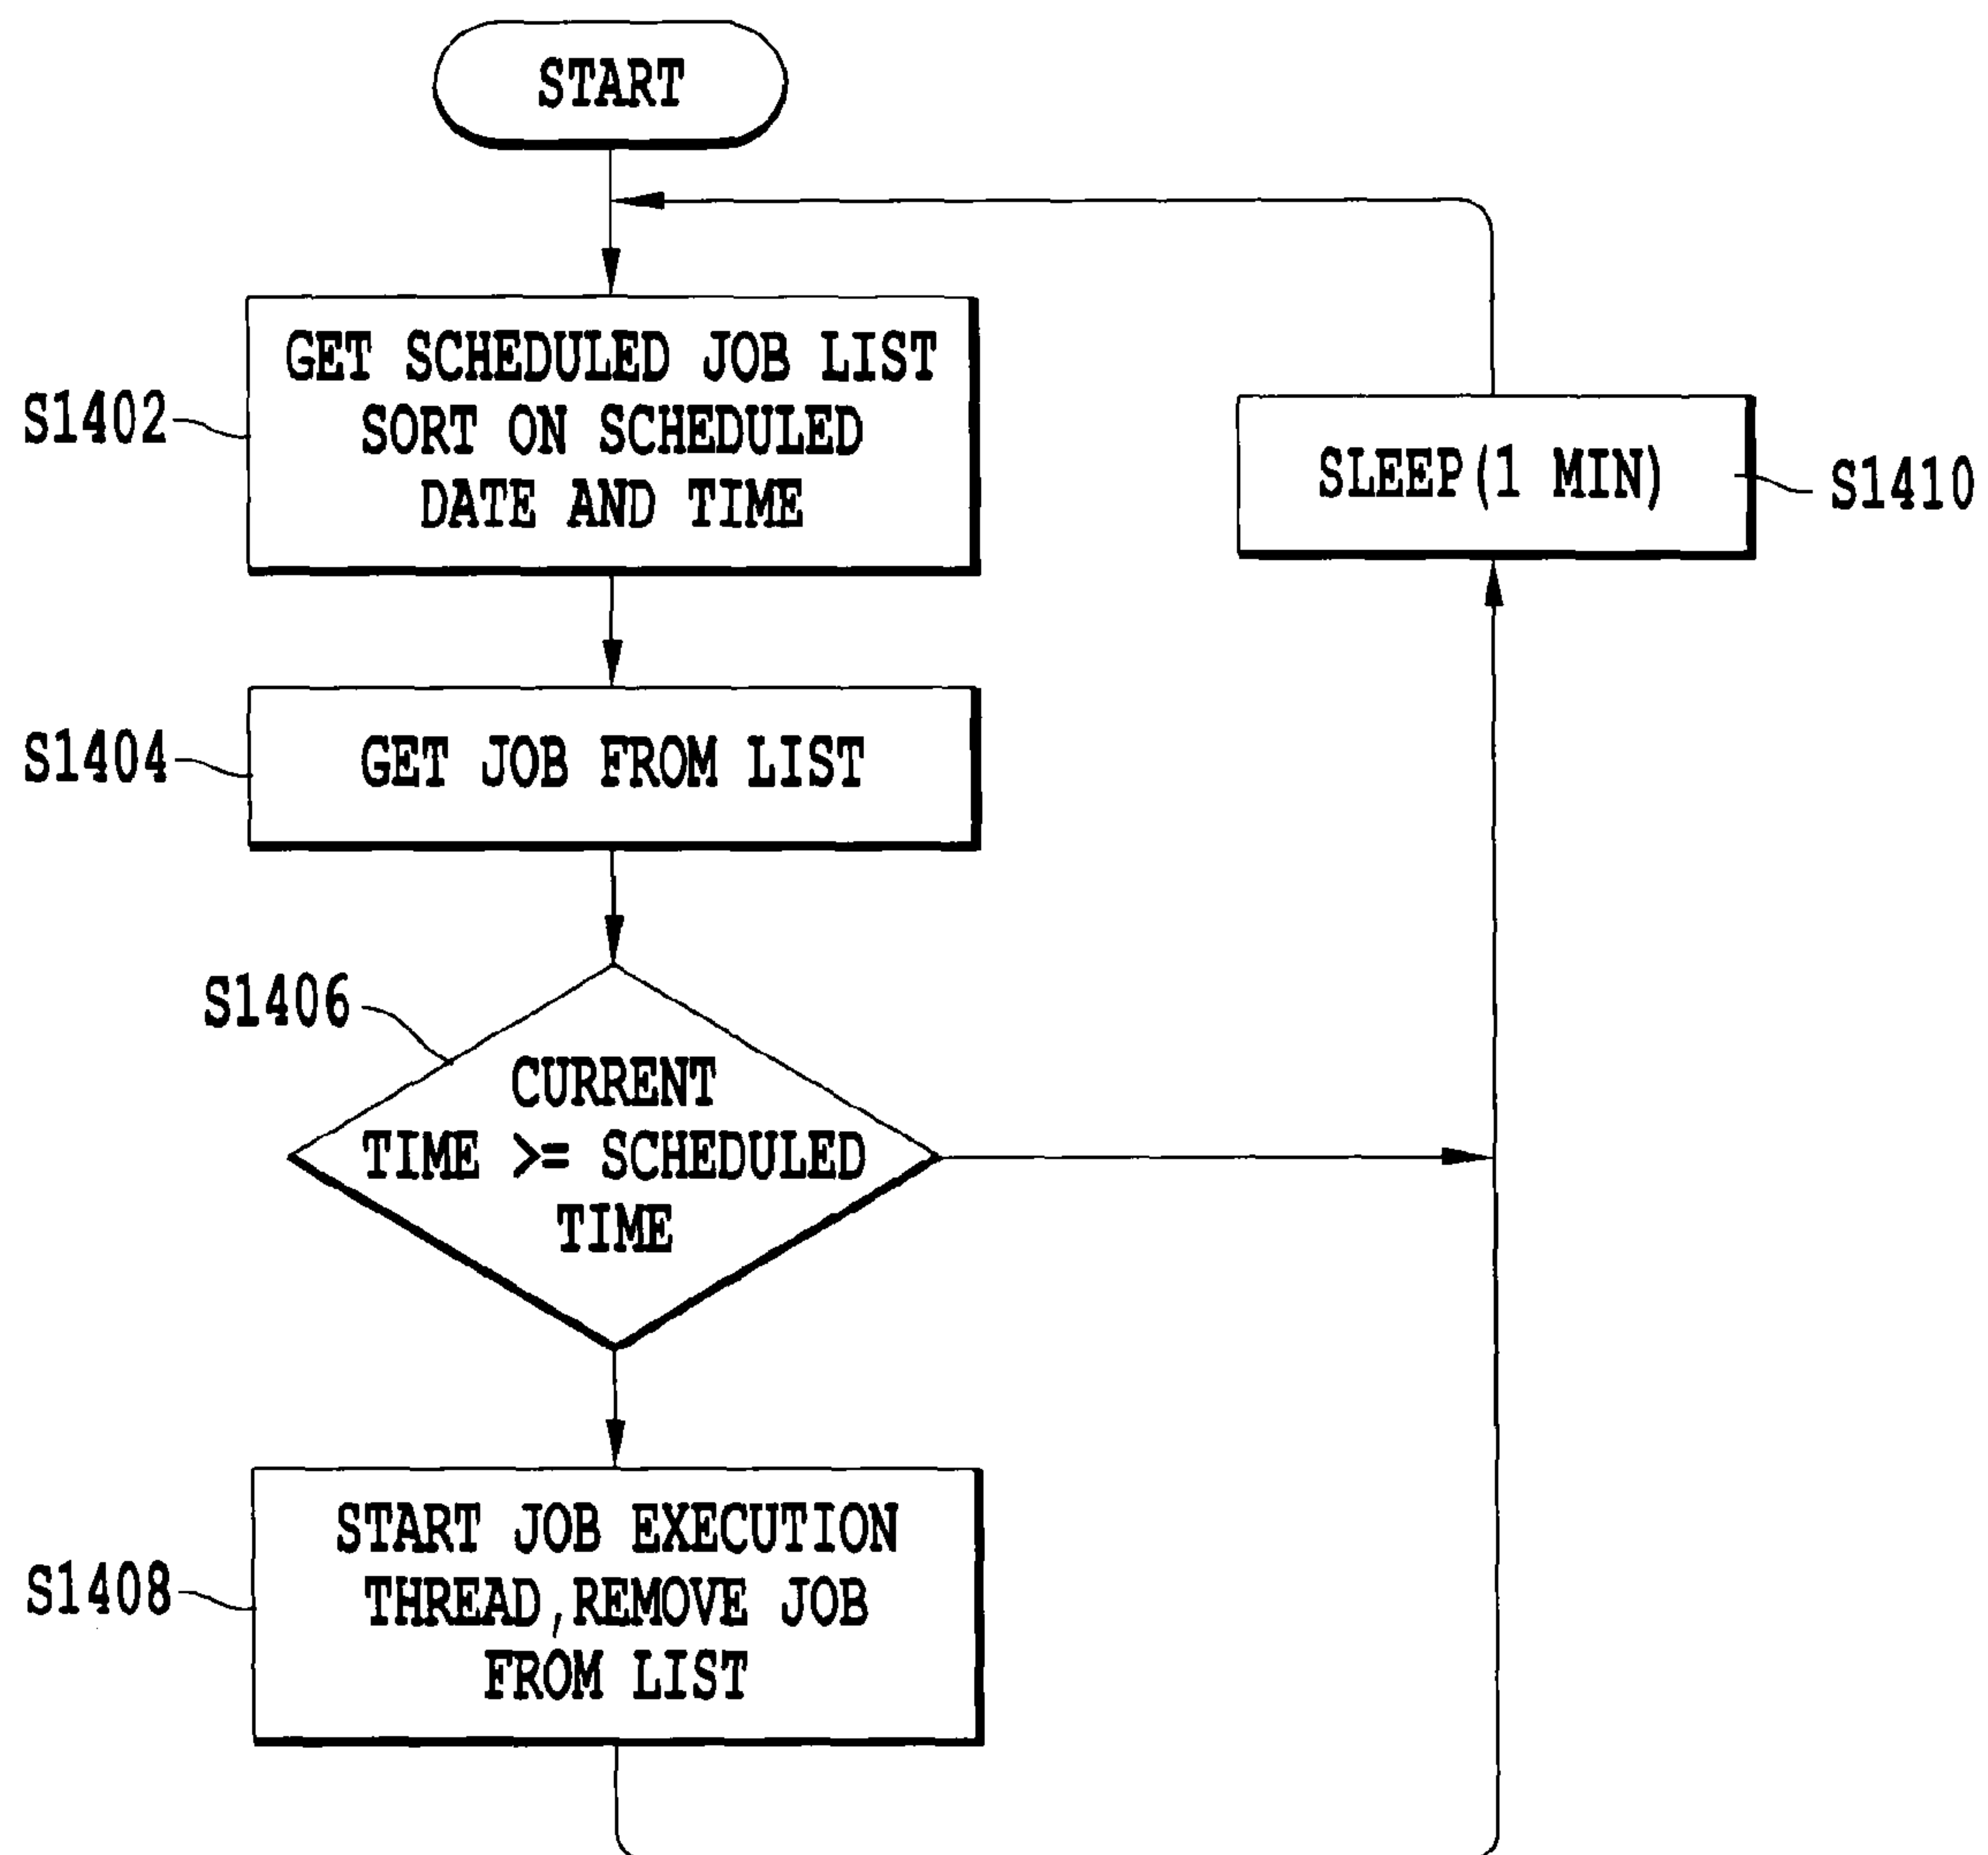 START
GET SCHEDULED JOB LIST
SORT ON SCHEDULED
DATE AND TIME
S1402
SLEEP(1 MIN)
S1410
GET JOB FROM LIST
S1404
S1406
CURRENT
TIME >= SCHEDULED
TIME
START JOB EXECUTION
THREAD,REMOVE JOB
FROM LIST
S1408